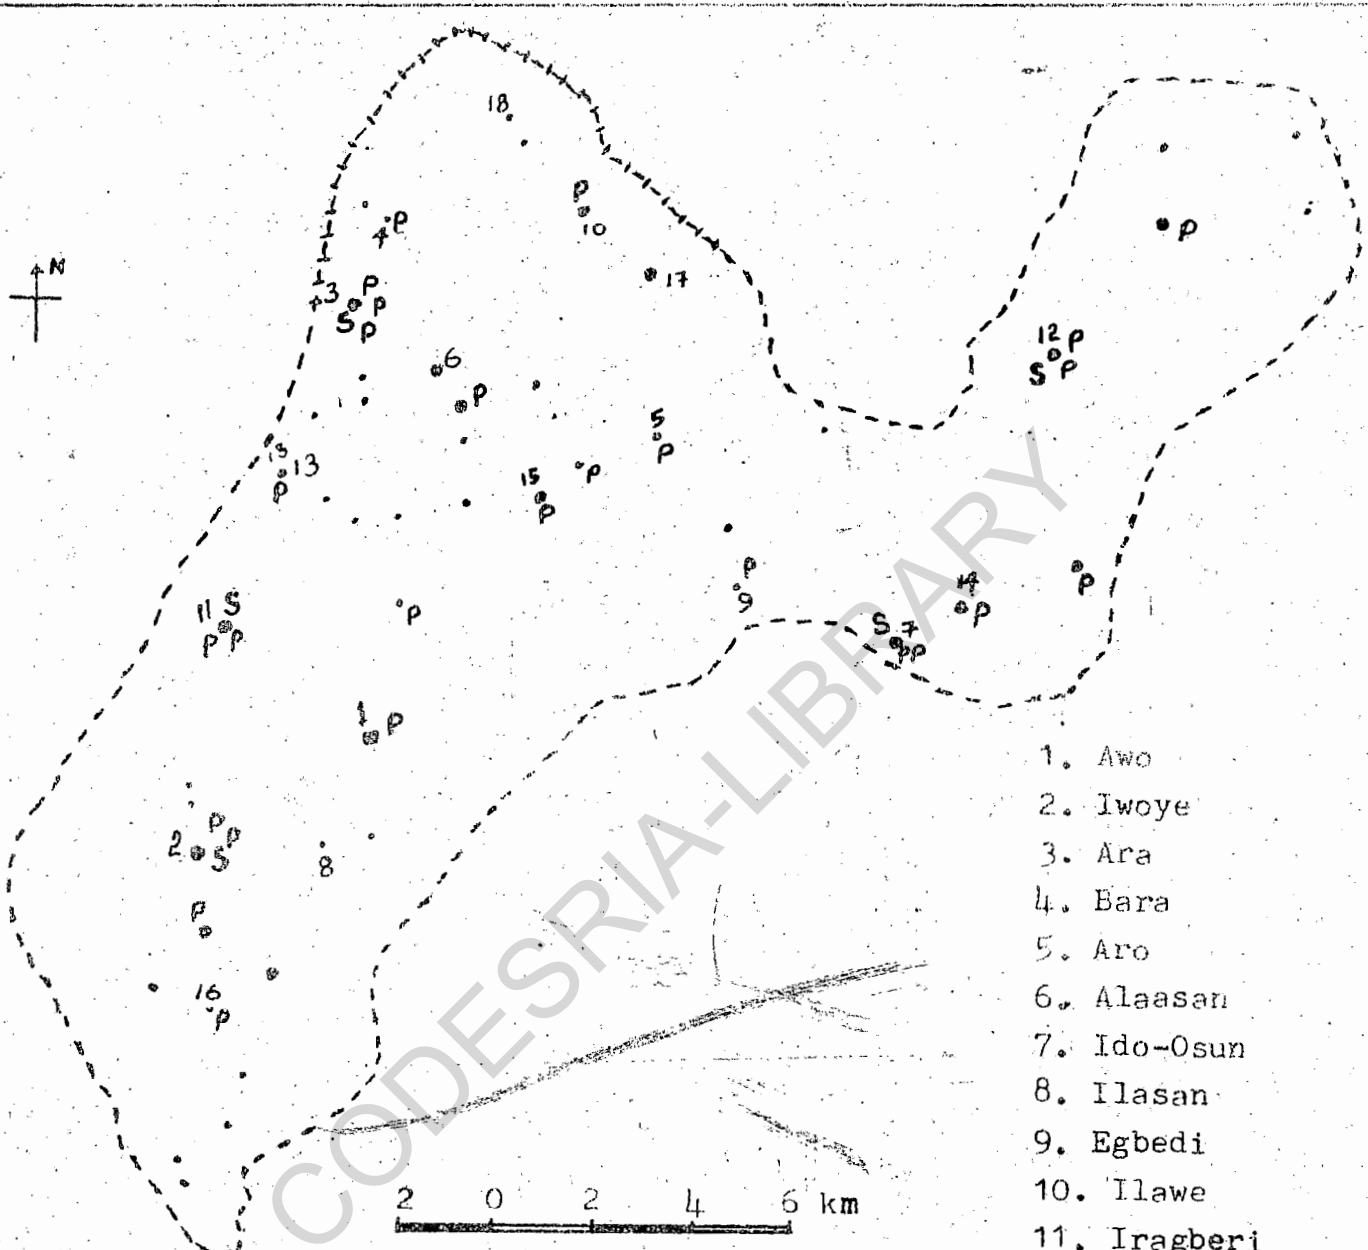 18
P
10
4 P
17
N
3 P
P
S P
12 P
S P
P
6
P
5
P
13
13
P
15
P
P
P
9
14
P
P
11 S
P P
P
S 7
P P
1 P
P
P
2 S
8
P
16
P
CODESRIA-LIBRARY
1. Awo
2. Iwoye
3. Ara
4. Bara
5. Aro
6. Alaasan
7. Ido-Osun
8. Ilasan
9. Egbedi
10. Ilawe
11. Iragberi
2 0 2 4 6 km